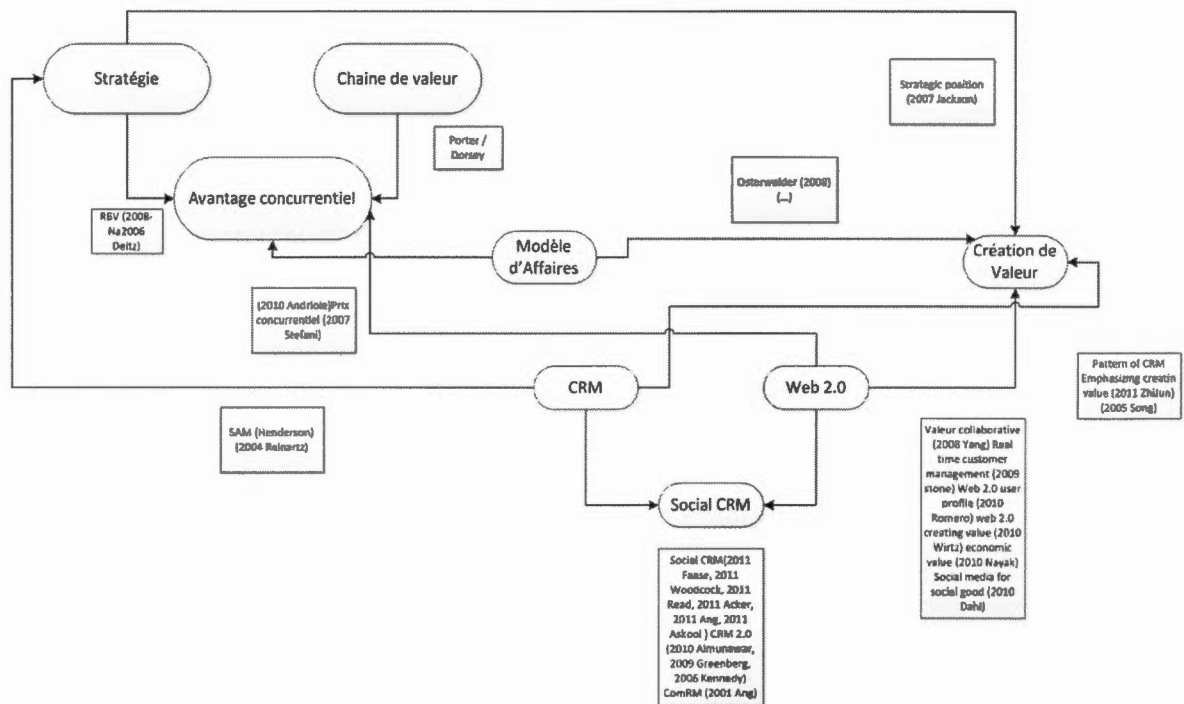 Stratégie
Chaine de valeur
Strategic position
(2007 Jackson)
Porter /
Dorsey
Osterwalder (2008)
(...)
Avantage concurrentiel
RBV (2008-
Na2006
Deitz)
Modèle
d'Affaires
Création de
Valeur
(2010 Andriole)Prix
concurrentiel (2007
Stefani)
CRM
Web 2.0
Pattern of CRM
Emphasizing creatin
value (2011 Zhilun)
(2005 Song)
SAM (Henderson)
(2004 Reinartz)
Valeur collaborative
(2008 Yang) Real
time customer
management (2009
stone) Web 2.0 user
profile (2010
Romero) web 2.0
creating value (2010
Wirtz) economic
value (2010 Nayak)
Social media for
social good (2010
Dahl)
Social CRM
Social CRM(2011
Faase, 2011
Woodcock, 2011
Read, 2011 Acker,
2011 Ang, 2011
Askool ) CRM 2.0
(2010 Almunawar,
2009 Greenberg,
2006 Kennedy)
ComRM (2001 Ang)